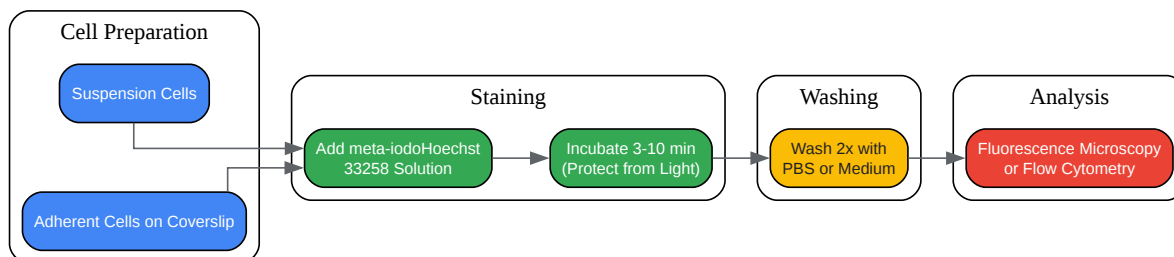 Cell Preparation
Suspension Cells
Adherent Cells on Coverslip
Staining
Add meta-iodoHoechst
33258 Solution
Incubate 3-10 min
(Protect from Light)
Washing
Wash 2x with
PBS or Medium
Analysis
Fluorescence Microscopy
or Flow Cytometry